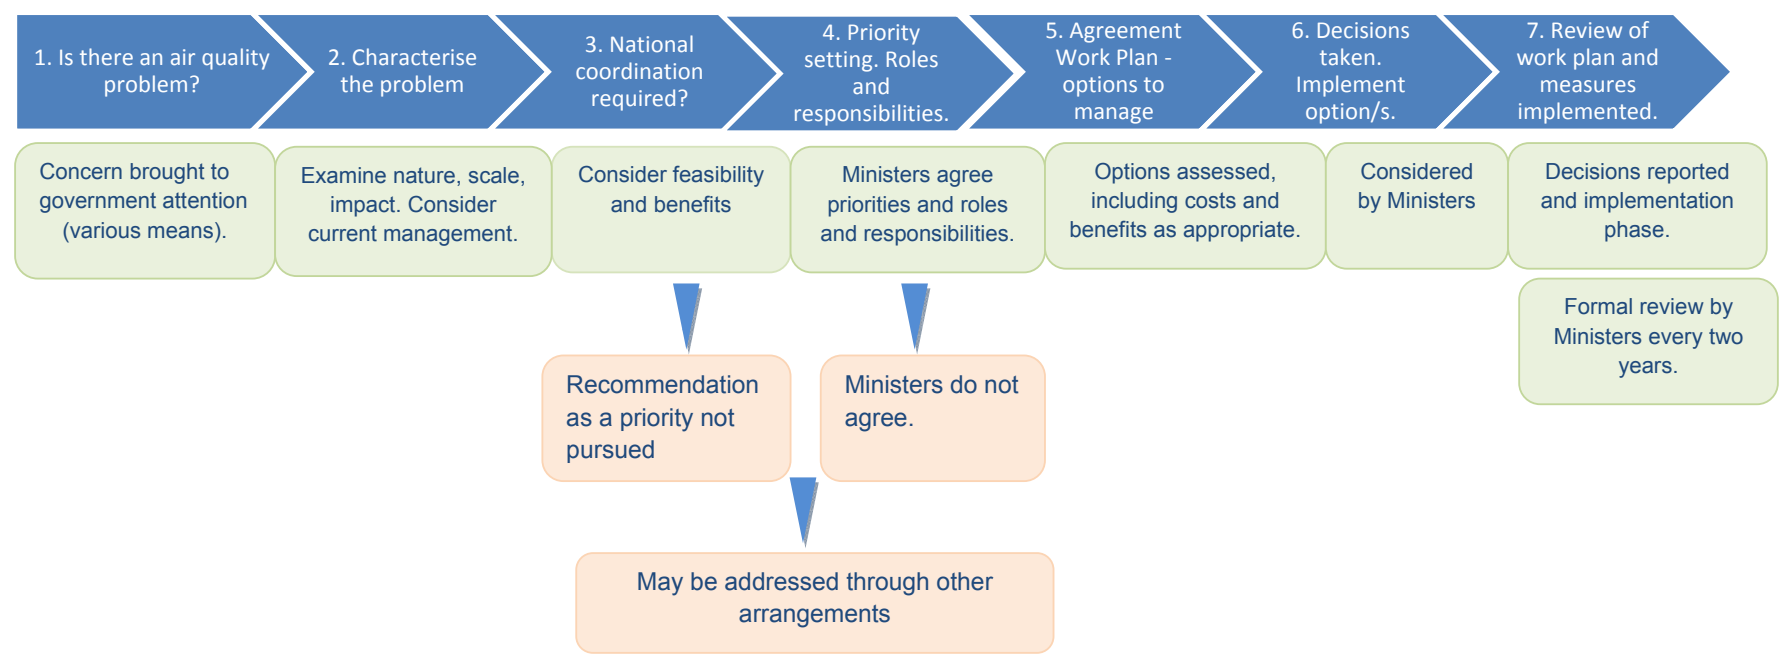 1. Is there an air quality
problem?
2. Characterise
the problem
3. National
coordination
required?
4. Priority
setting. Roles
and
responsibilities.
5. Agreement
Work Plan -
options to
manage
6. Decisions
taken.
Implement
option/s.
7. Review of
work plan and
measures
implemented.
Concern brought to
government attention
(various means).
Examine nature, scale,
impact. Consider
current management.
Consider feasibility
and benefits
Ministers agree
priorities and roles
and responsibilities.
Options assessed,
including costs and
benefits as appropriate.
Considered
by Ministers
Decisions reported
and implementation
phase.
Formal review by
Ministers every two
years.
Recommendation
as a priority not
pursued
Ministers do not
agree.
May be addressed through other
arrangements